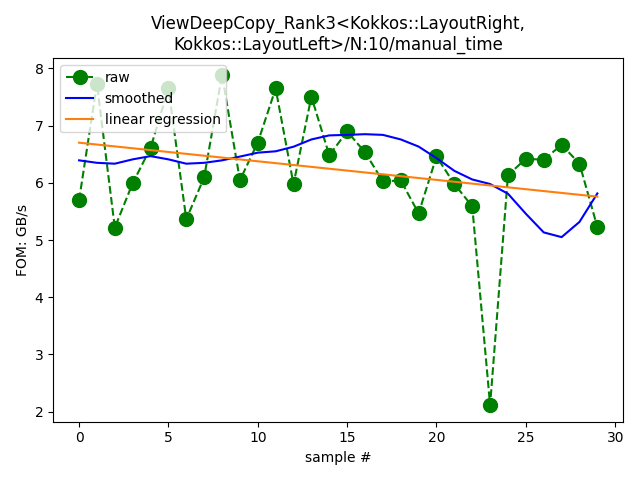 ViewDeepCopy_Rank3<Kokkos::LayoutRight,
Kokkos::LayoutLeft>/N:10/manual_time
raw
smoothed
linear regression
FOM: GB/s
8
7
6
5
4
3
2
0
5
10
15
20
25
30
sample #